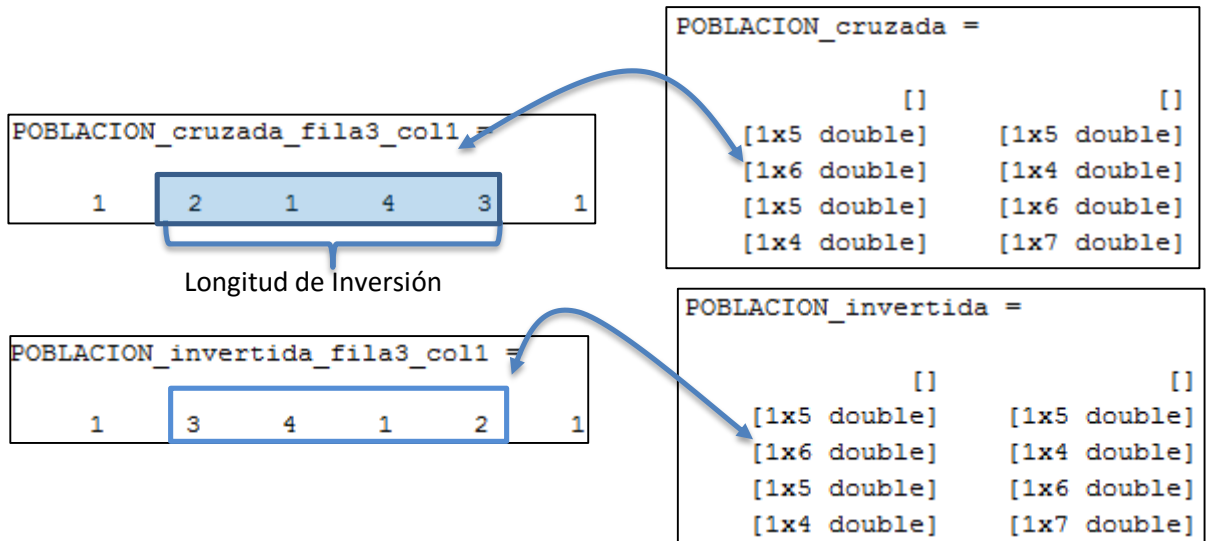 POBLACION_cruzada_fila3_col1 =
1 2 1 4 3 1
Longitud de Inversión
POBLACION_cruzada =
[] []
[1x5 double] [1x5 double]
[1x6 double] [1x4 double]
[1x5 double] [1x6 double]
[1x4 double] [1x7 double]
POBLACION_invertida_fila3_col1 =
1 3 4 1 2 1
POBLACION_invertida =
[] []
[1x5 double] [1x5 double]
[1x6 double] [1x4 double]
[1x5 double] [1x6 double]
[1x4 double] [1x7 double]